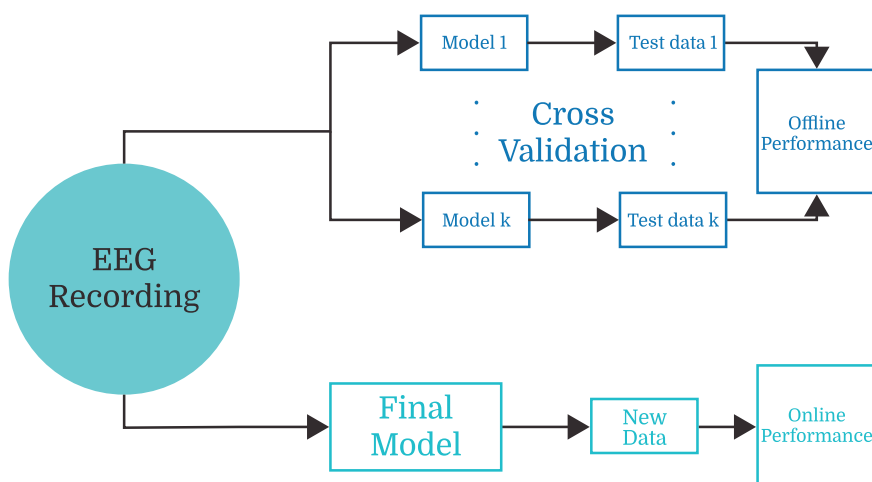 Model 1
Test data 1
Cross
Validation
Offline
Performance
Model k
Test data k
EEG
Recording
Final
Model
New
Data
Online
Performance